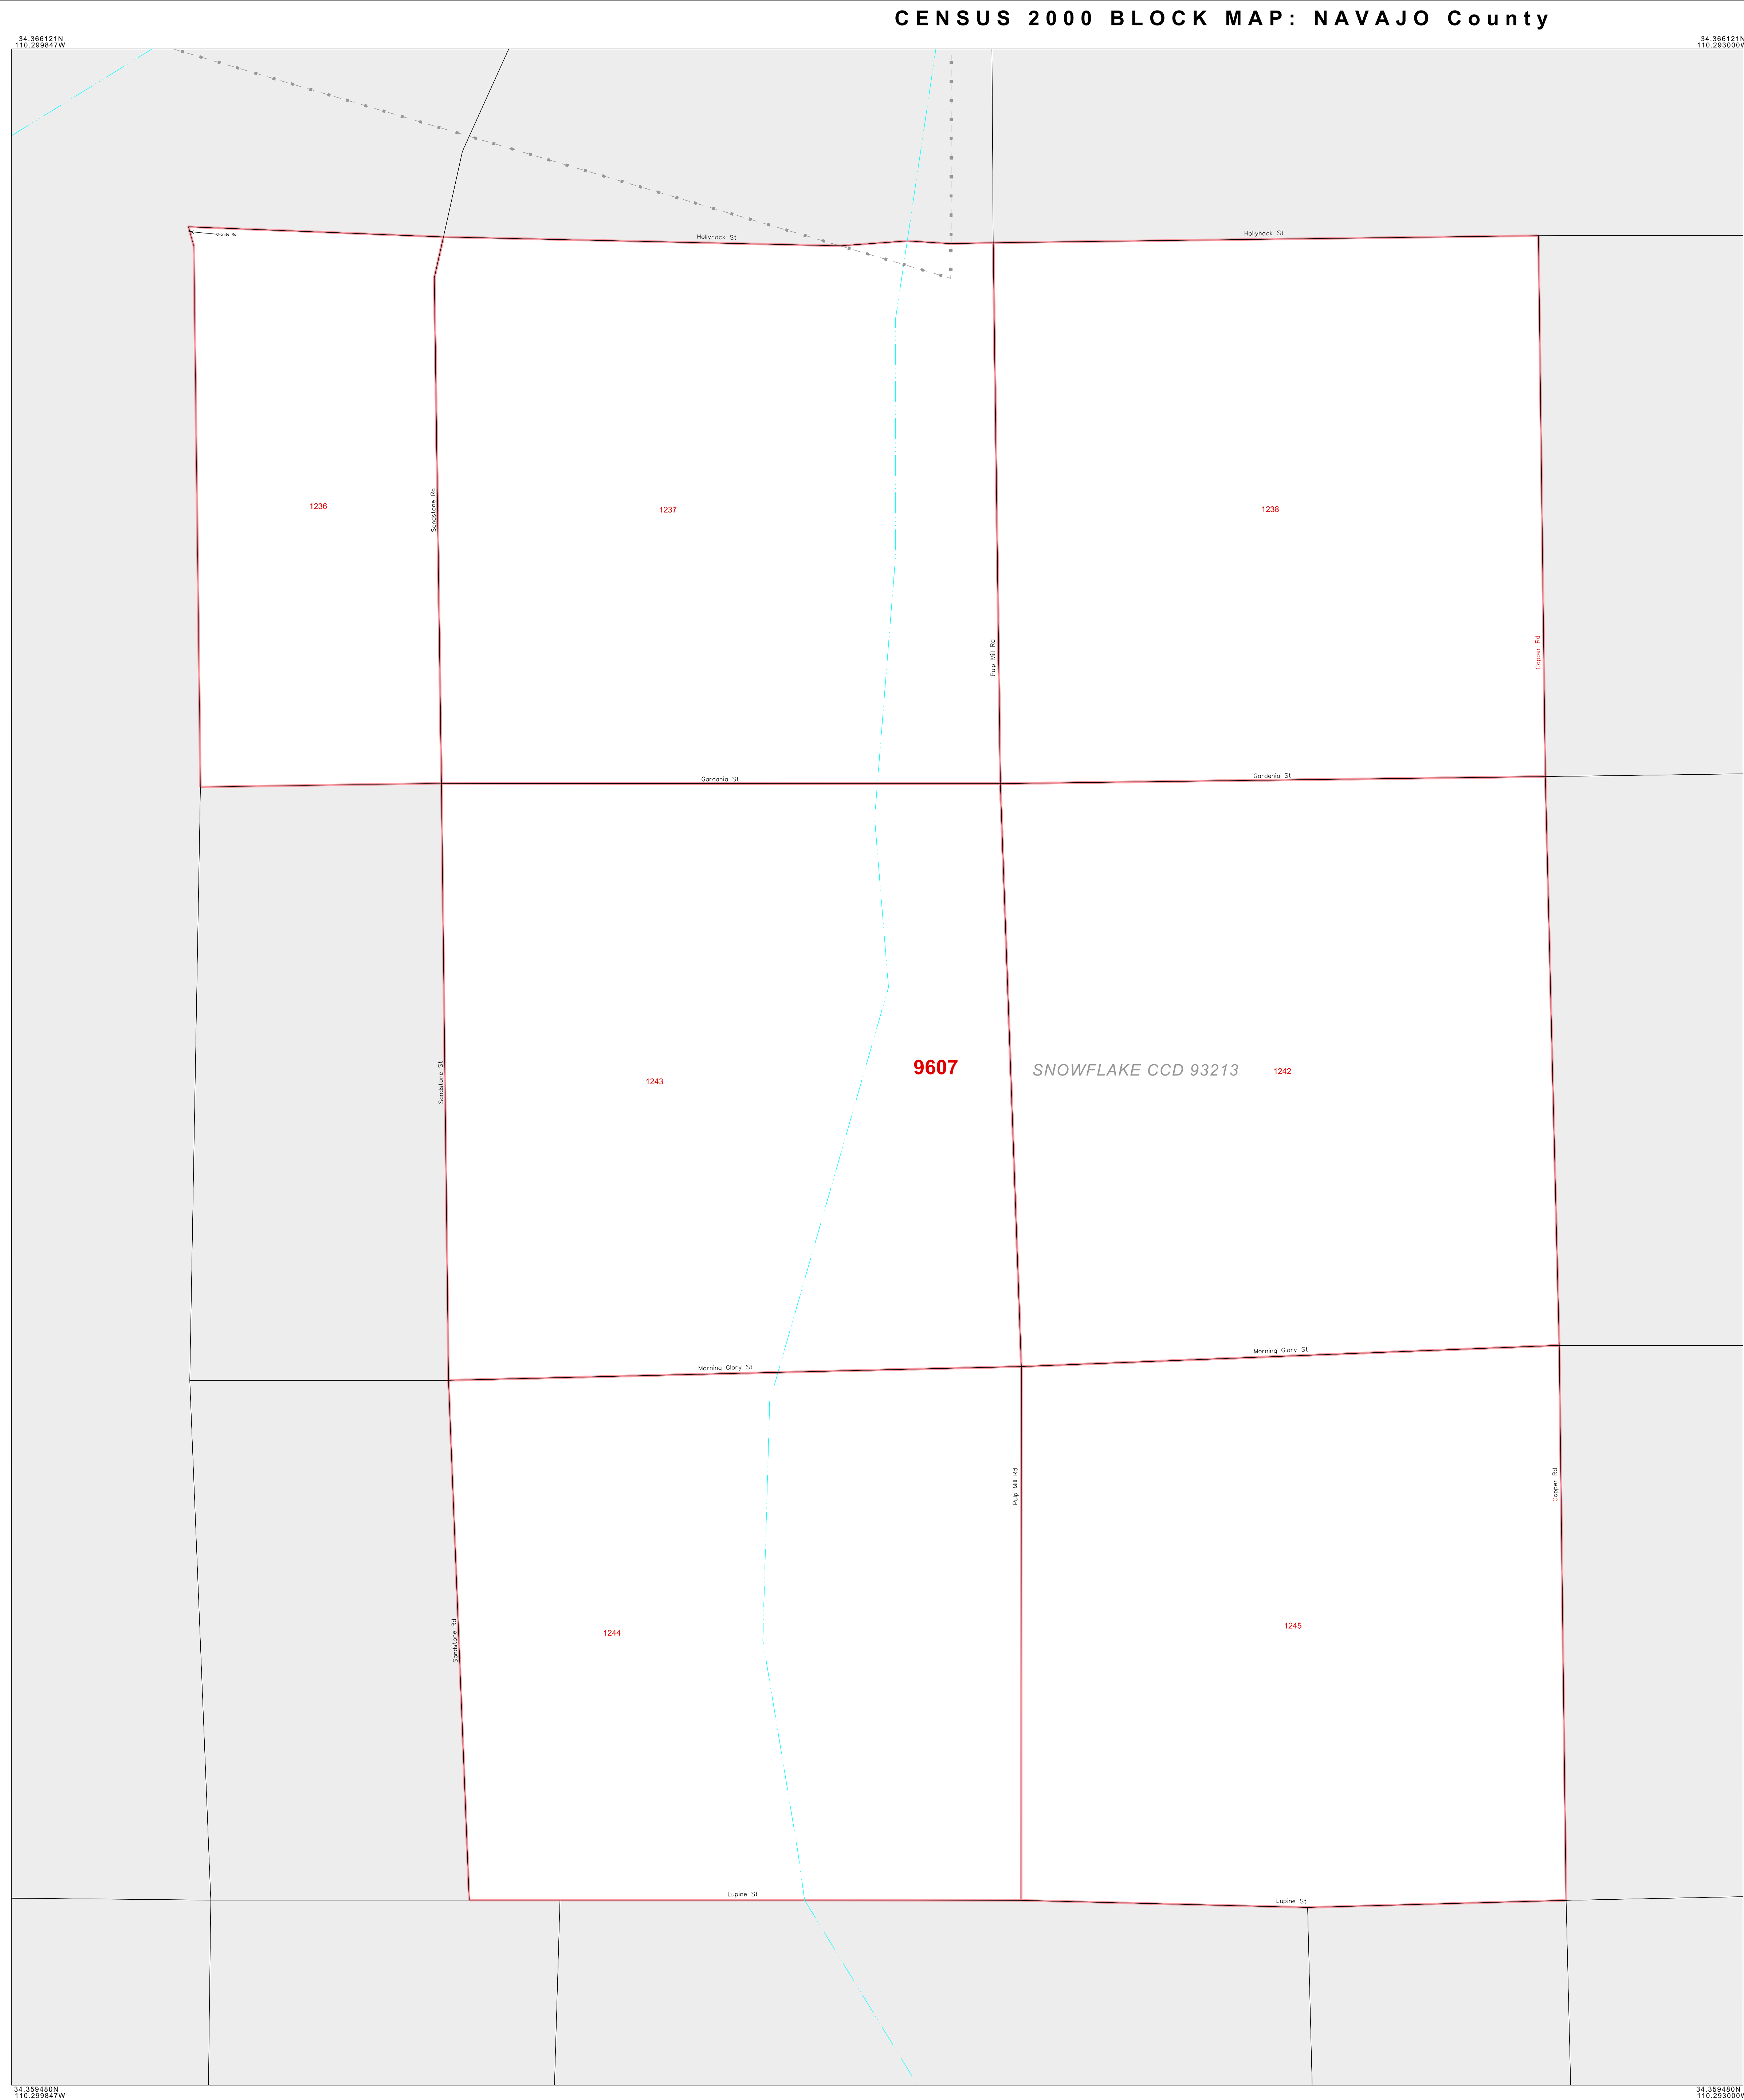 CENSUS 2000 BLOCK MAP: NAVAJO County
34.366121N
110.299847W
34.366121N
110.293000W
Granite Rd
Hollyhock St
Hollyhock St
Sandstone Rd
1236
1237
1238
Pulp Mill Rd
Copper Rd
Gardania St
Gardenia St
Sandstone St
1243
9607
SNOWFLAKE CCD 93213
1242
Morning Glory St
Morning Glory St
Pulp Mill Rd
Copper Rd
Sandstone Rd
1244
1245
Lupine St
Lupine St
34.359480N
110.299847W
34.359480N
110.293000W